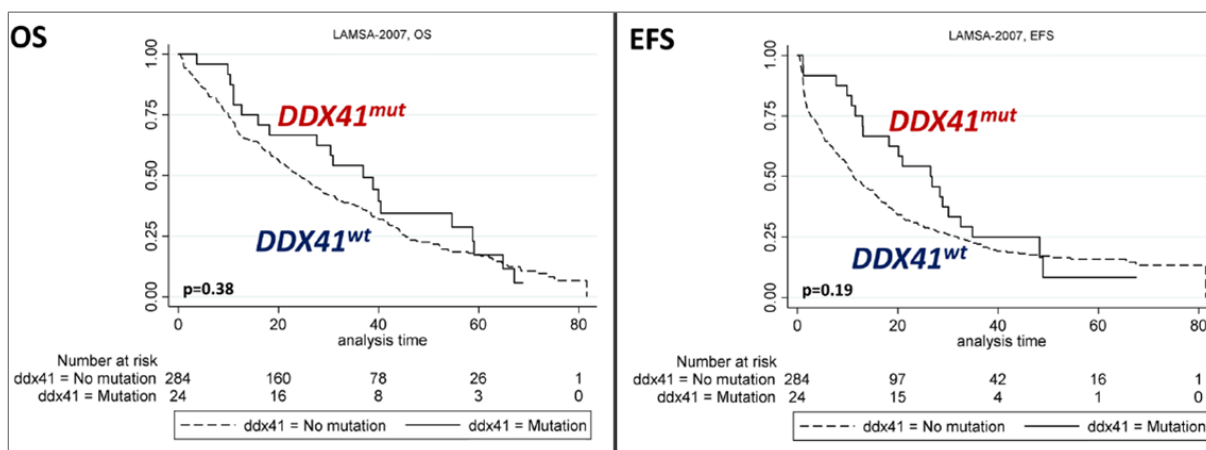 OS
LAMSA-2007, OS
1.00
0.75
0.50
0.25
0.00
DDX41mut
DDX41wt
p=0.38
0 20 40 60 80
analysis time
Number at risk
ddx41 = No mutation 284 160 78 26 1
ddx41 = Mutation 24 16 8 3 0
ddx41 = No mutation ddx41 = Mutation
EFS
LAMSA-2007, EFS
1.00
0.75
0.50
0.25
0.00
DDX41mut
DDX41wt
p=0.19
0 20 40 60 80
analysis time
Number at risk
ddx41 = No mutation 284 97 42 16 1
ddx41 = Mutation 24 15 4 1 0
ddx41 = No mutation ddx41 = Mutation